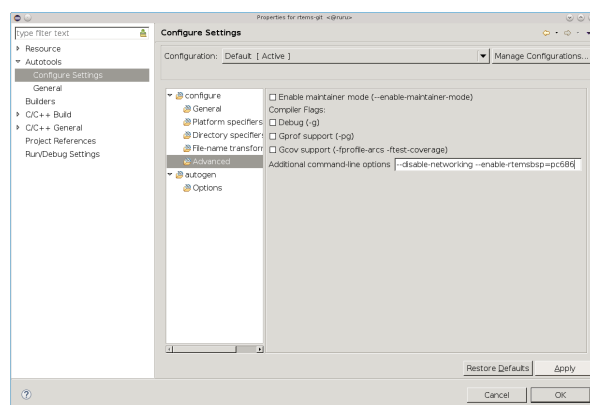 Properties for rtems-git <@ruru>
type filter text
Configure Settings
Resource
Autotools
Configure Settings
General
Builders
C/C++ Build
C/C++ General
Project References
Run/Debug Settings
Configuration: Default [ Active ] Manage Configurations...
configure
General
Platform specifiers
Directory specifiers
File-name transforr
Advanced
autogen
Options
Enable maintainer mode (--enable-maintainer-mode)
Compiler Flags:
Debug (-g)
Gprof support (-pg)
Gcov support (-fprofile-arcs -ftest-coverage)
Additional command-line options --disable-networking --enable-rtemsbsp=pc686
Restore Defaults Apply
Cancel OK